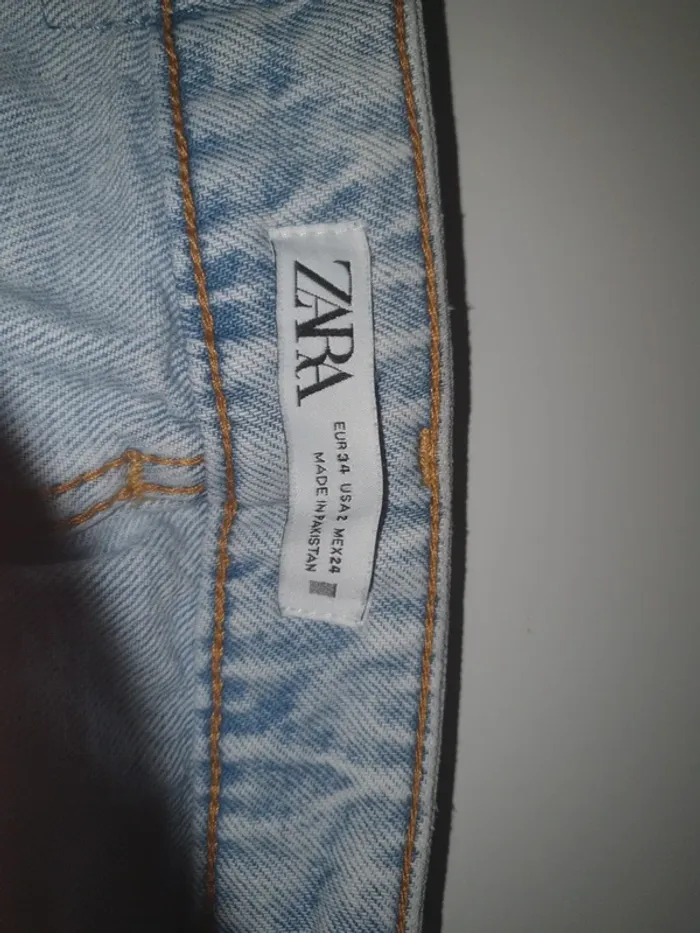 ZARA
EUR 34 USA 2 MEX 24
MADE IN PAKISTAN